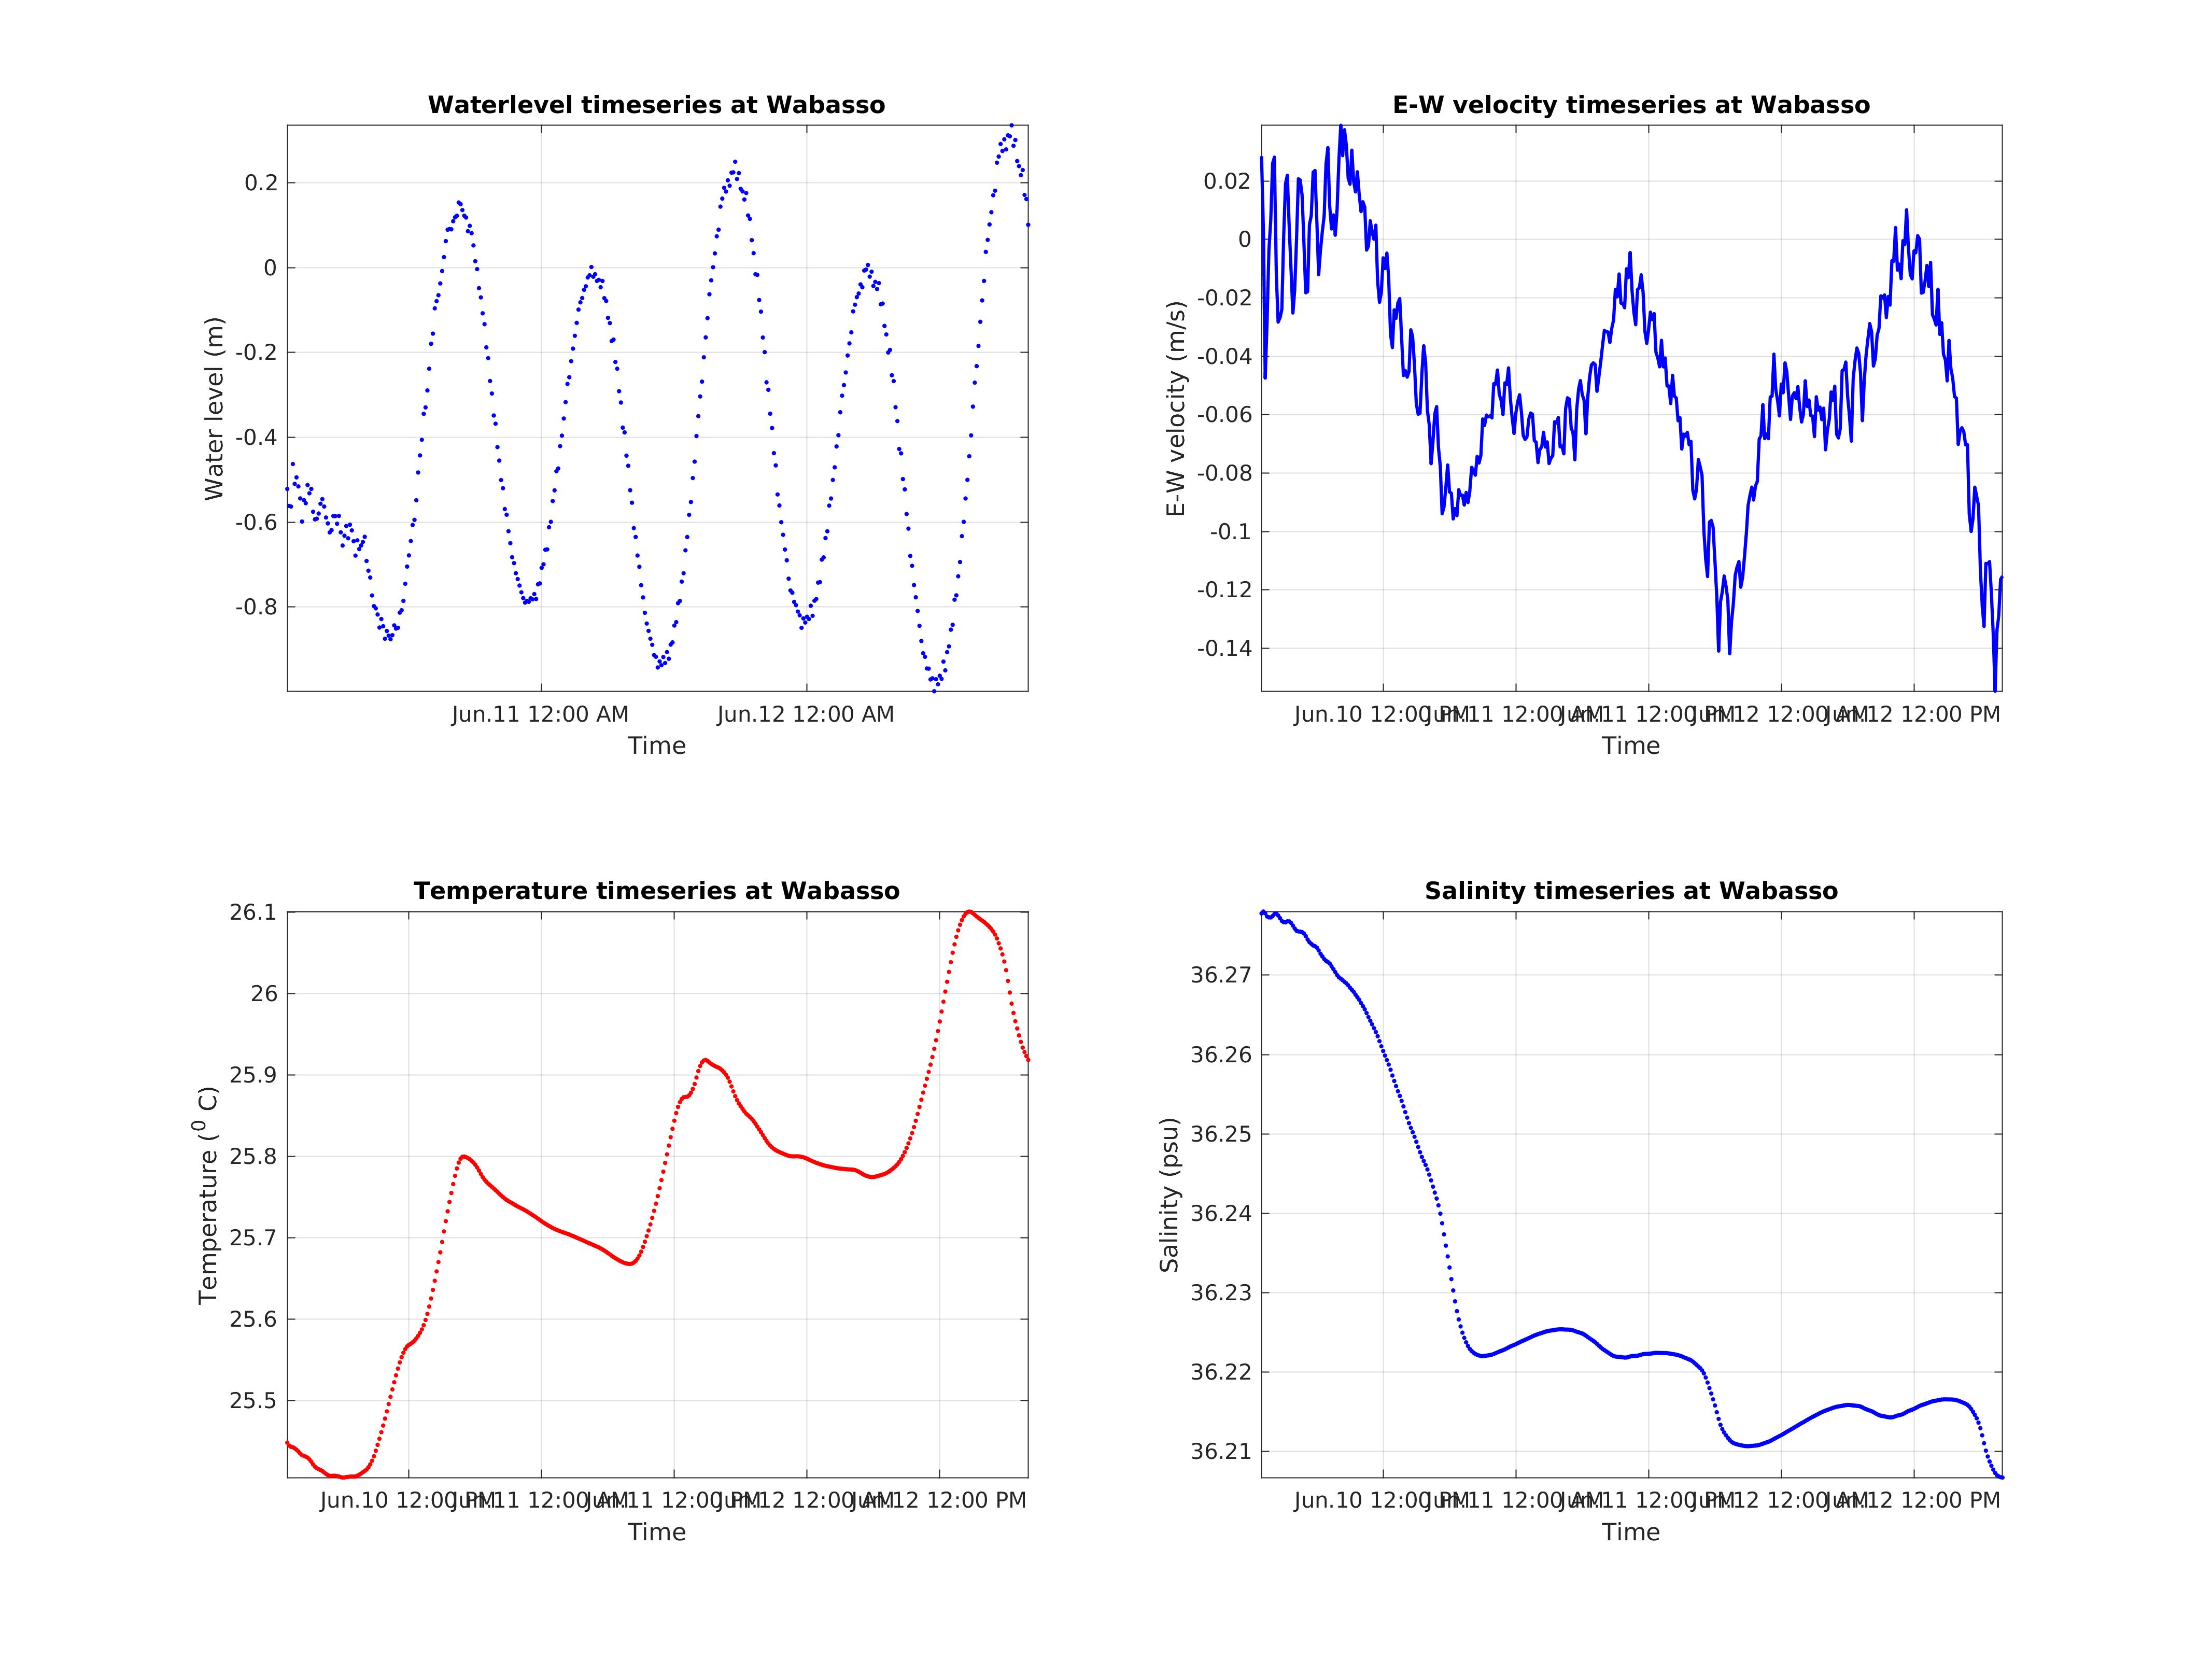 Waterlevel timeseries at Wabasso
0.2
0
-0.2
-0.4
-0.6
-0.8
Water level (m)
Jun.11 12:00 AM
Jun.12 12:00 AM
Time
E-W velocity timeseries at Wabasso
0.02
0
-0.02
-0.04
-0.06
-0.08
-0.1
-0.12
-0.14
E-W velocity (m/s)
Jun.10 12:00 PM
Jun.11 12:00 AM
Jun.11 12:00 PM
Jun.12 12:00 AM
Jun.12 12:00 PM
Time
Temperature timeseries at Wabasso
26.1
26
25.9
25.8
25.7
25.6
25.5
Temperature (⁰ C)
Jun.10 12:00 PM
Jun.11 12:00 AM
Jun.11 12:00 PM
Jun.12 12:00 AM
Jun.12 12:00 PM
Time
Salinity timeseries at Wabasso
36.27
36.26
36.25
36.24
36.23
36.22
36.21
Salinity (psu)
Jun.10 12:00 PM
Jun.11 12:00 AM
Jun.11 12:00 PM
Jun.12 12:00 AM
Jun.12 12:00 PM
Time